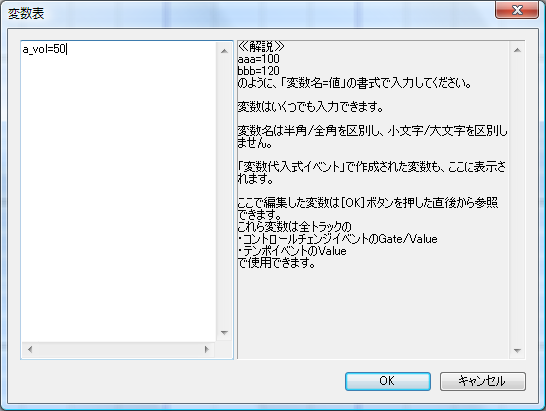 変数表
a_vol=50
≪解説≫
aaa=100
bbb=120
のように、「変数名=値」の書式で入力してください。
変数はいくつでも入力できます。
変数名は半角/全角を区別し、小文字/大文字を区別し
ません。
「変数代入式イベント」で作成された変数も、ここに表示さ
れます。
ここで編集した変数は[OK]ボタンを押した直後から参照
できます。
これら変数は全トラックの
・コントロールチェンジイベントのGate/Value
・テンポイベントのValue
で使用できます。
OK
キャンセル